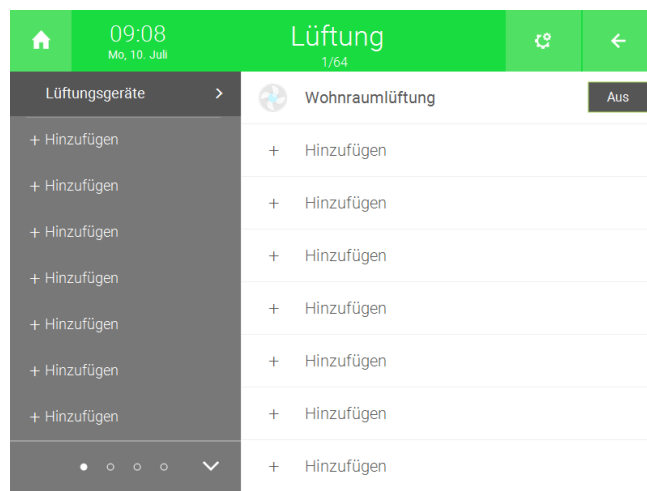 09:08
Mo, 10. Juli
Lüftung
1/64
Lüftungsgeräte
+ Hinzufügen
+ Hinzufügen
+ Hinzufügen
+ Hinzufügen
+ Hinzufügen
+ Hinzufügen
+ Hinzufügen
Wohnraumlüftung Aus
+ Hinzufügen
+ Hinzufügen
+ Hinzufügen
+ Hinzufügen
+ Hinzufügen
+ Hinzufügen
+ Hinzufügen